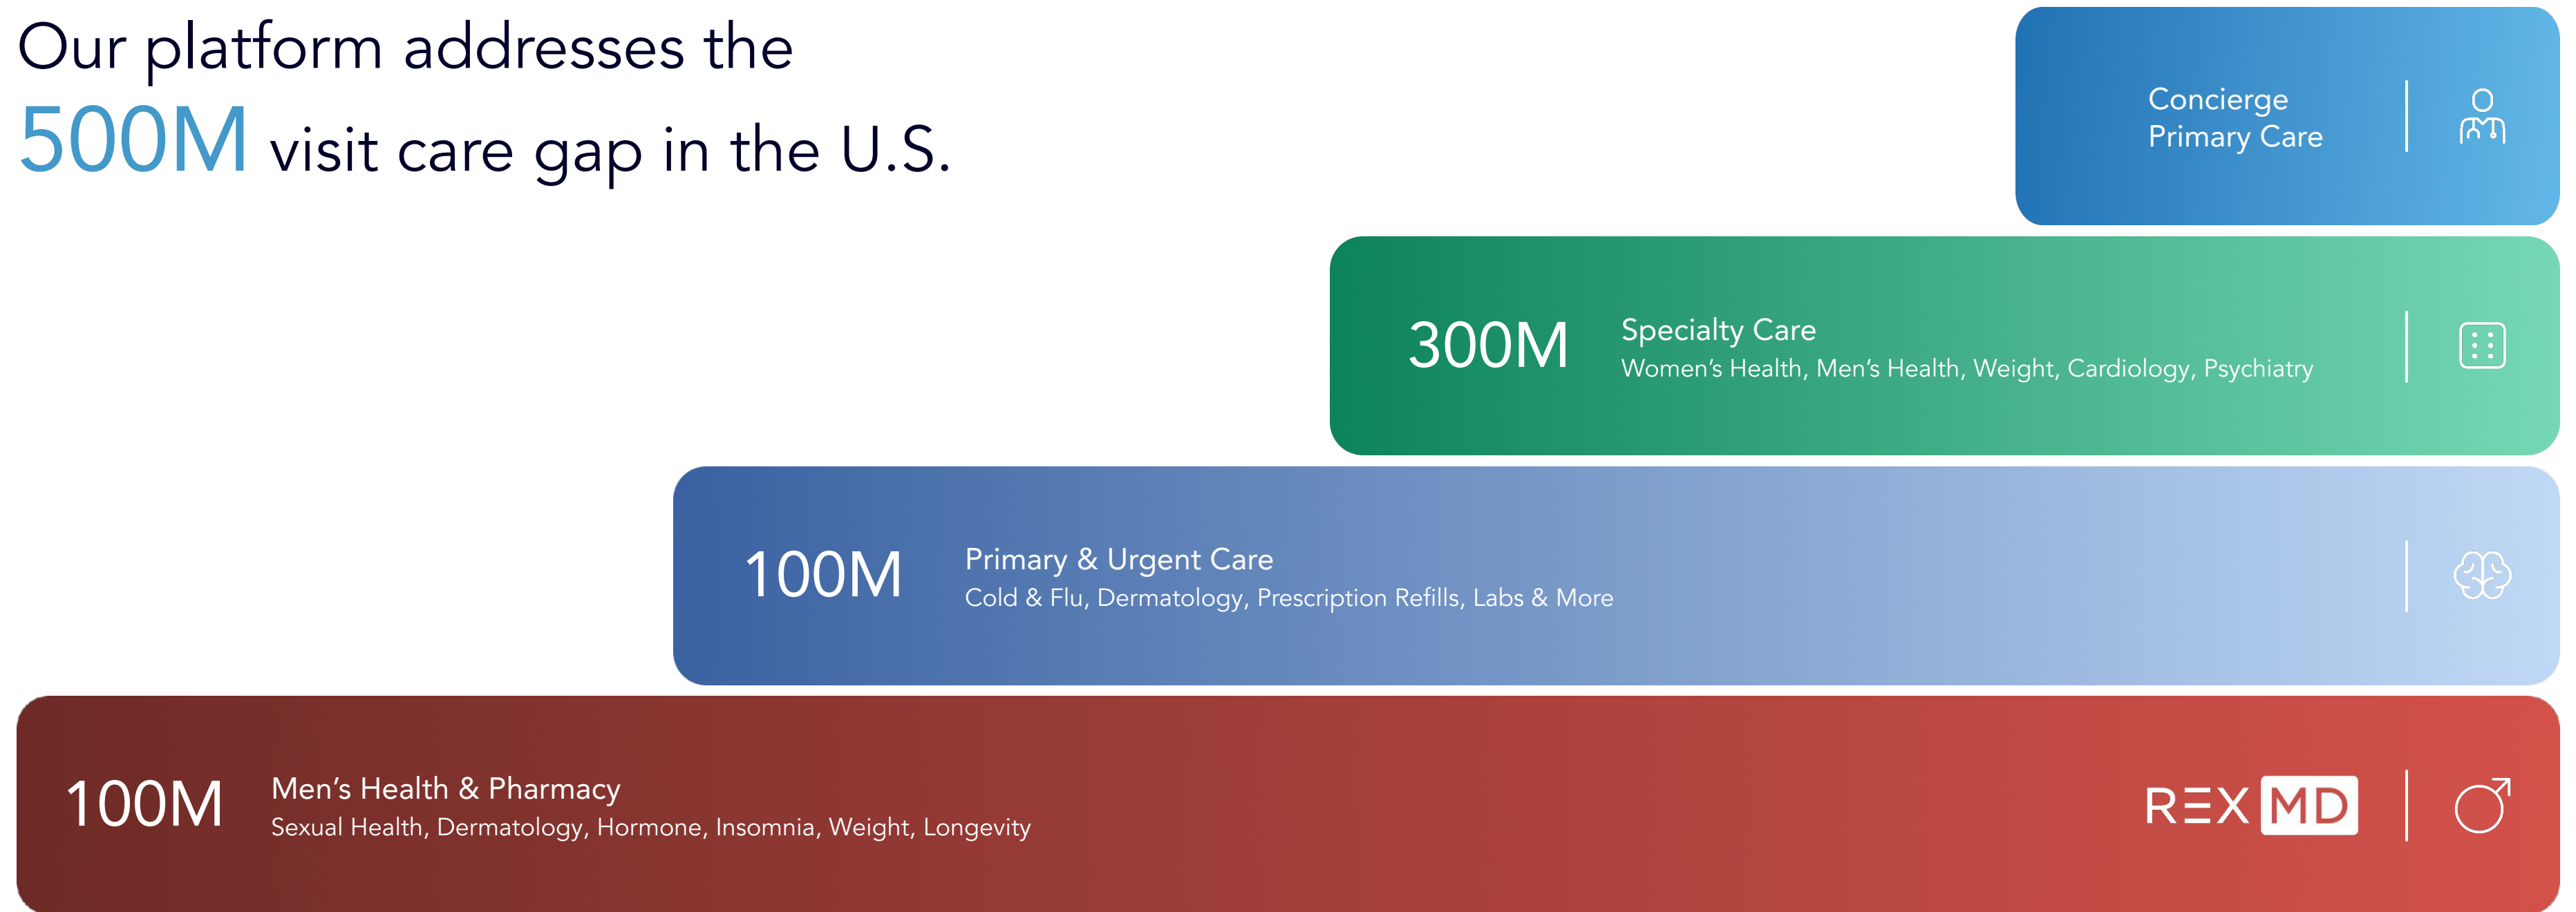 Our platform addresses the
500M visit care gap in the U.S.
Concierge
Primary Care
300M
Specialty Care
Women’s Health, Men’s Health, Weight, Cardiology, Psychiatry
100M
Primary & Urgent Care
Cold & Flu, Dermatology, Prescription Refills, Labs & More
100M
Men’s Health & Pharmacy
Sexual Health, Dermatology, Hormone, Insomnia, Weight, Longevity
REX MD